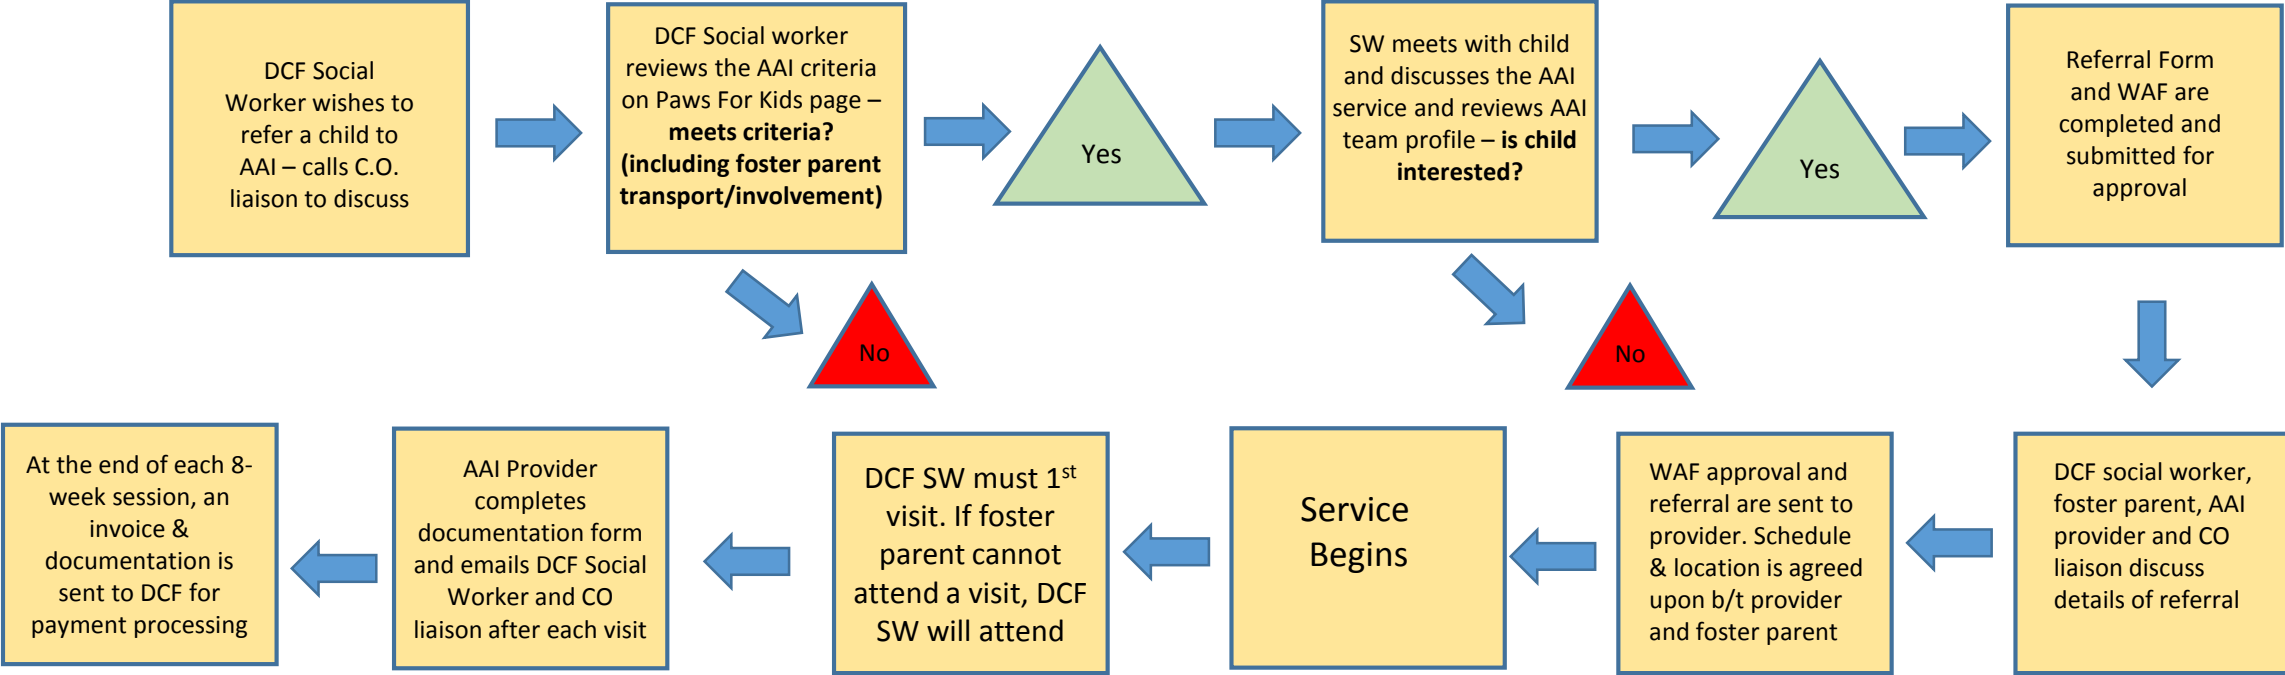 DCF Social
Worker wishes to
refer a child to
AAI – calls C.O.
liaison to discuss
DCF Social worker
reviews the AAI criteria
on Paws For Kids page –
meets criteria?
(including foster parent
transport/involvement)
Yes
SW meets with child
and discusses the AAI
service and reviews AAI
team profile – is child
interested?
Yes
Referral Form
and WAF are
completed and
submitted for
approval
No
No
At the end of each 8-
week session, an
invoice &
documentation is
sent to DCF for
payment processing
AAI Provider
completes
documentation form
and emails DCF Social
Worker and CO
liaison after each visit
DCF SW must 1st
visit. If foster
parent cannot
attend a visit, DCF
SW will attend
Service
Begins
WAF approval and
referral are sent to
provider. Schedule
& location is agreed
upon b/t provider
and foster parent
DCF social worker,
foster parent, AAI
provider and CO
liaison discuss
details of referral